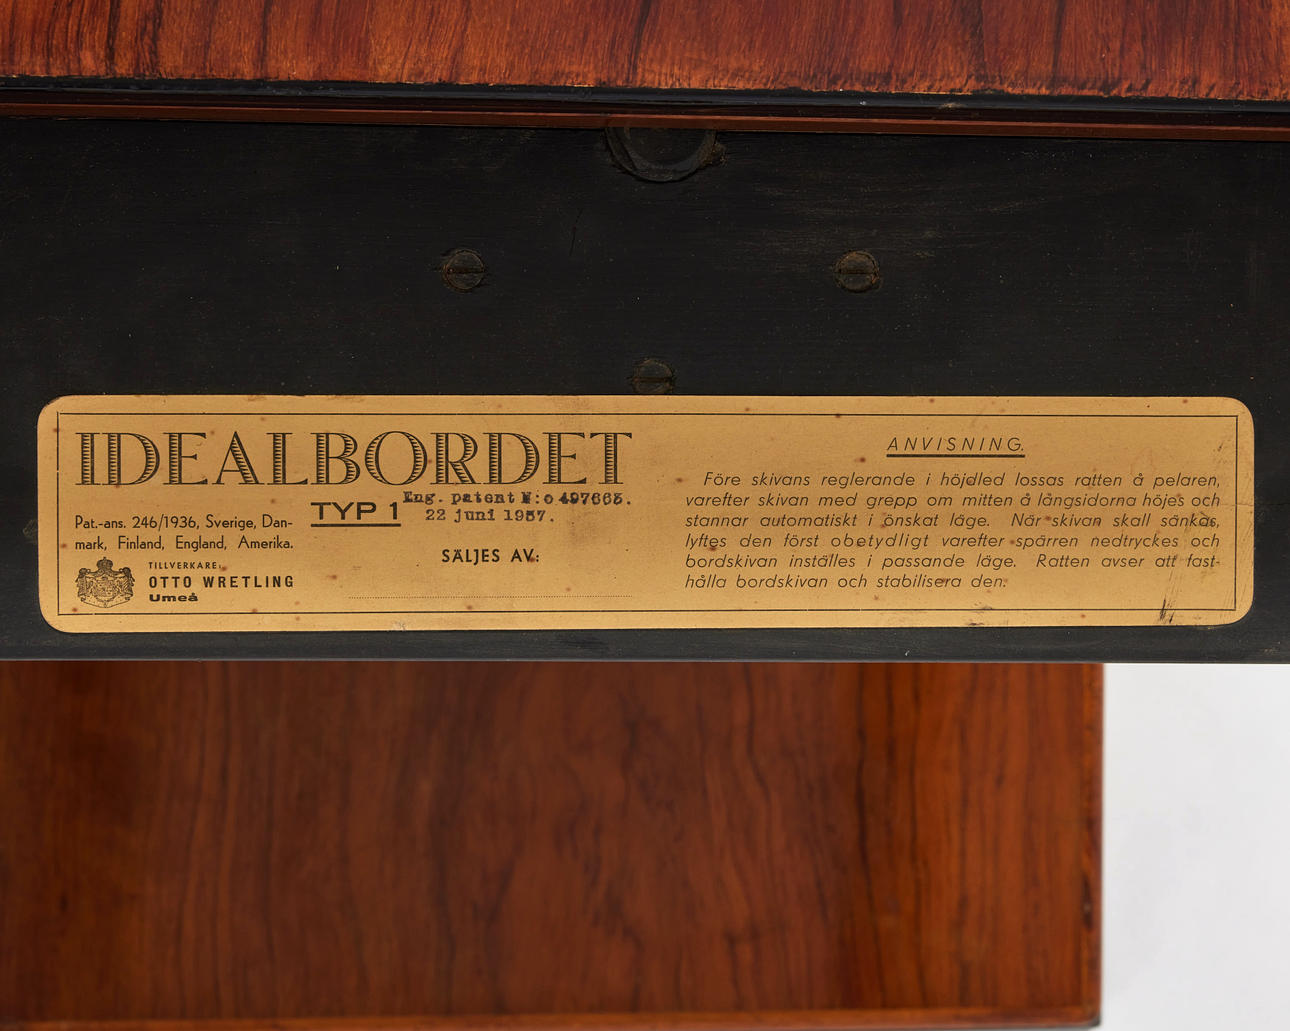 IDEALBORDET
TYP 1
Eng. patent N:o 497665.
22 juni 1937.
Pat.-ans. 246/1936, Sverige, Dan-
mark, Finland, England, Amerika.
SÄLJES AV:
TILLVERKARE:
OTTO WRETLING
Umeå
ANVISNING.
Före skivans reglerande i höjdled lossas ratten å pelaren,
varefter skivan med grepp om mitten å långsidorna höjes och
stannar automatiskt i önskat läge. När skivan skall sänkas,
lyftes den först obetydligt varefter spärren nedtryckes och
bordskivan inställes i passande läge. Ratten avser att fast-
hålla bordskivan och stabilisera den.